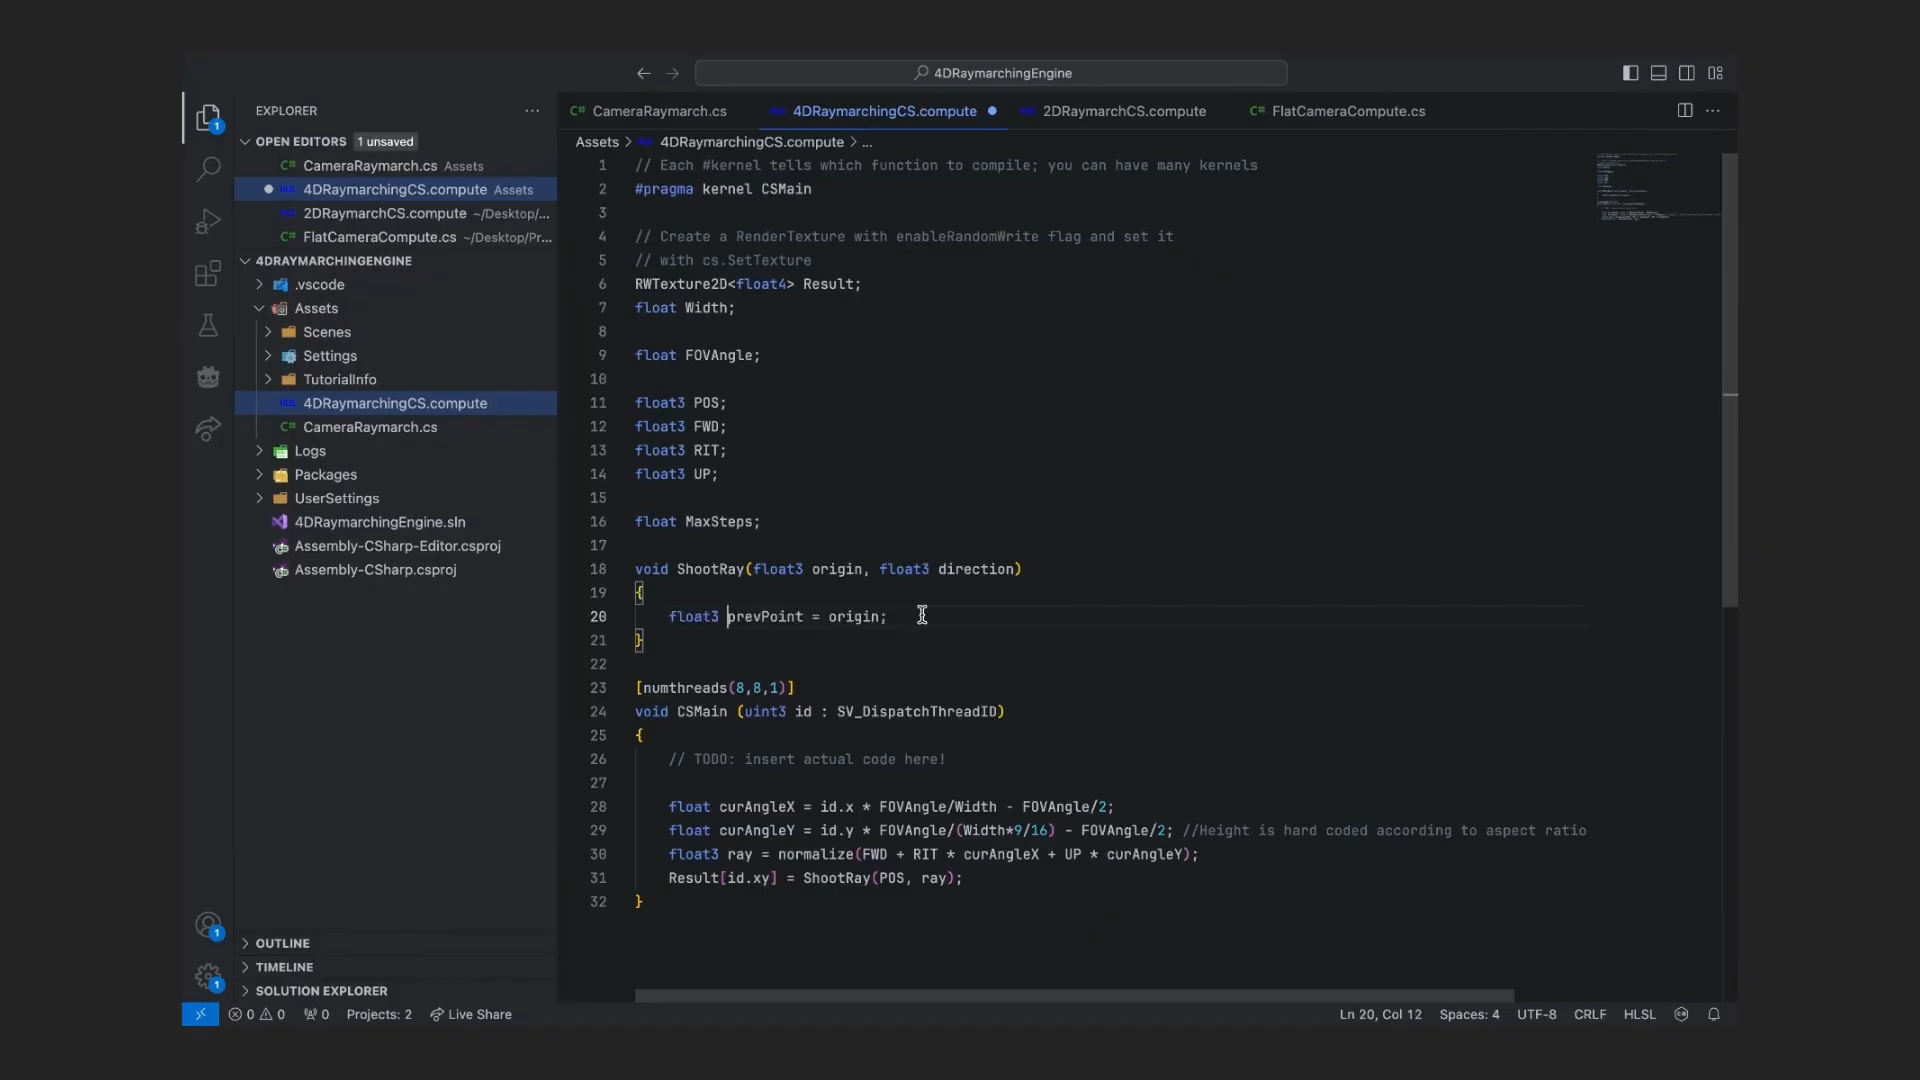 4DRaymarchingEngine
EXPLORER
OPEN EDITORS 1 unsaved
C# CameraRaymarch.cs Assets
HLSL 4DRaymarchingCS.compute Assets
2DRaymarchCS.compute ~/Desktop/...
C# FlatCameraCompute.cs ~/Desktop/Pr...
4DRAYMARCHINGENGINE
.vscode
Assets
Scenes
Settings
TutorialInfo
HLSL 4DRaymarchingCS.compute
C# CameraRaymarch.cs
Logs
Packages
UserSettings
4DRaymarchingEngine.sln
Assembly-CSharp-Editor.csproj
Assembly-CSharp.csproj
OUTLINE
TIMELINE
SOLUTION EXPLORER
1
1
1
C# CameraRaymarch.cs 4DRaymarchingCS.compute 2DRaymarchCS.compute C# FlatCameraCompute.cs
Assets > 4DRaymarchingCS.compute > ...
1 // Each #kernel tells which function to compile; you can have many kernels
2 #pragma kernel CSMain
3
4 // Create a RenderTexture with enableRandomWrite flag and set it
5 // with cs.SetTexture
6 RWTexture2D<float4> Result;
7 float Width;
8
9 float FOVAngle;
10
11 float3 POS;
12 float3 FWD;
13 float3 RIT;
14 float3 UP;
15
16 float MaxSteps;
17
18 void ShootRay(float3 origin, float3 direction)
19 {
20 float3 prevPoint = origin;
21 }
22
23 [numthreads(8,8,1)]
24 void CSMain (uint3 id : SV_DispatchThreadID)
25 {
26 // TODO: insert actual code here!
27
28 float curAngleX = id.x * FOVAngle/Width - FOVAngle/2;
29 float curAngleY = id.y * FOVAngle/(Width*9/16) - FOVAngle/2; //Height is hard coded according to aspect ratio
30 float3 ray = normalize(FWD + RIT * curAngleX + UP * curAngleY);
31 Result[id.xy] = ShootRay(POS, ray);
32 }
0 0 0 Projects: 2 Live Share Ln 20, Col 12 Spaces: 4 UTF-8 CRLF HLSL